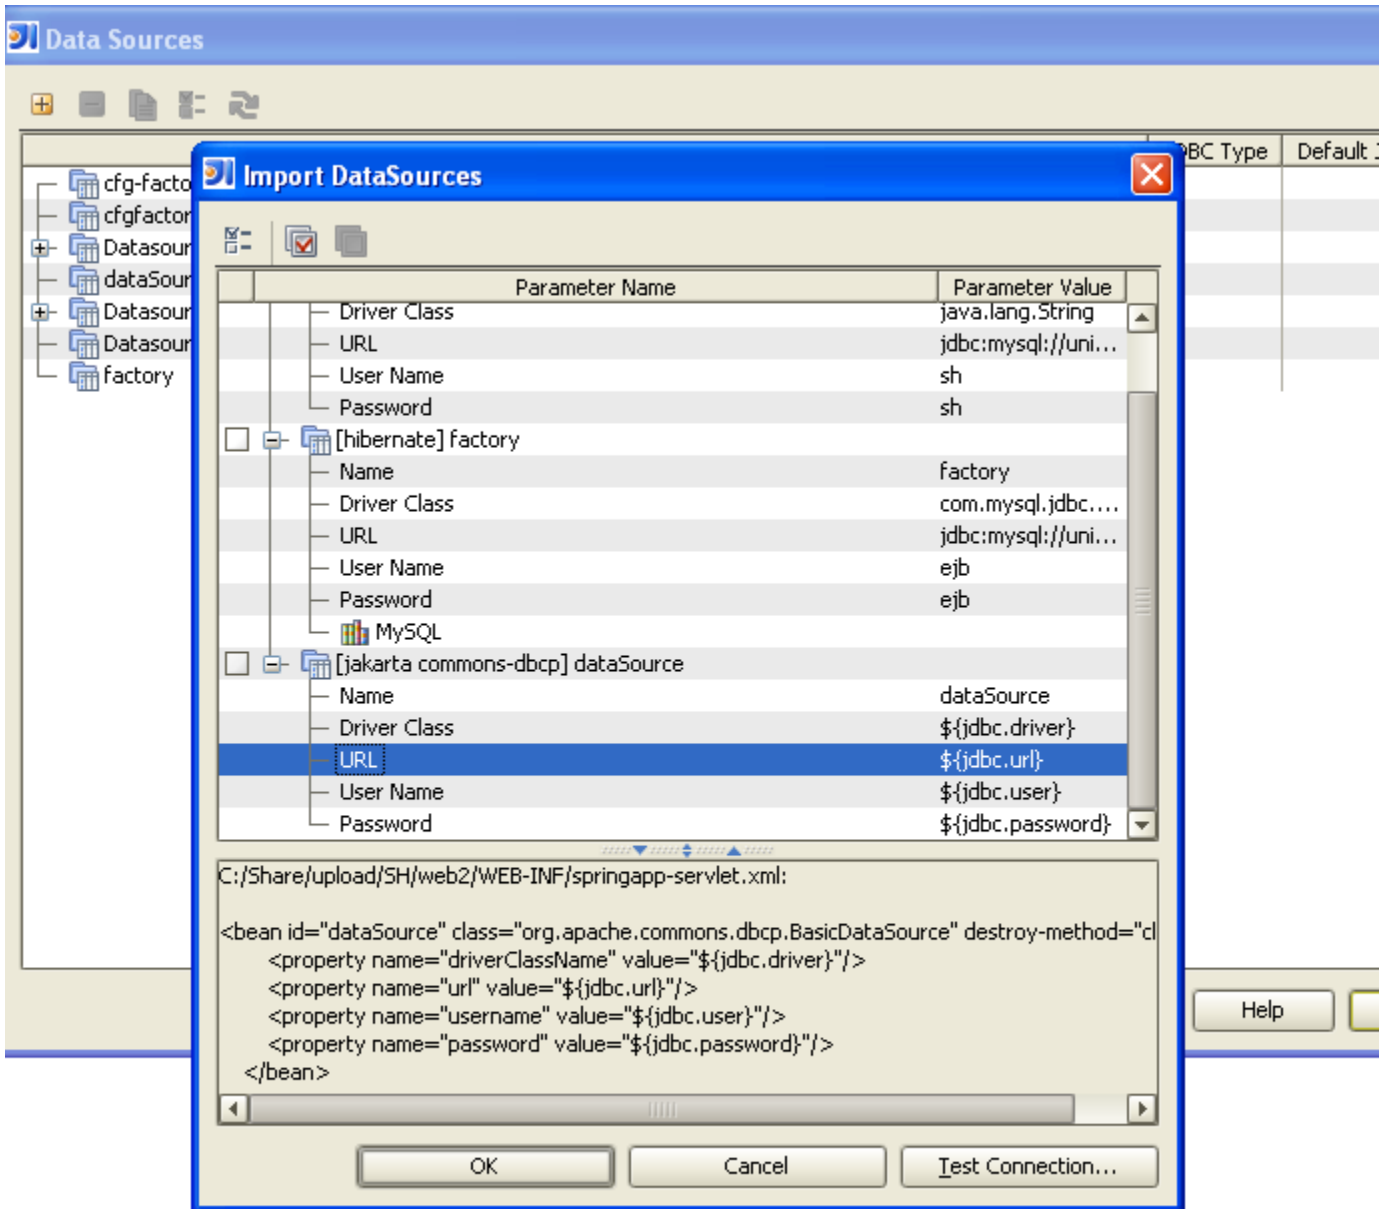 Data Sources
DBC Type Default J
cfg-facto
cfgfactor
Datasour
dataSour
Datasour
Datasour
factory
Import DataSources
Parameter Name Parameter Value
Driver Class java.lang.String
URL jdbc:mysql://uni...
User Name sh
Password sh
[hibernate] factory
Name factory
Driver Class com.mysql.jdbc....
URL jdbc:mysql://uni...
User Name ejb
Password ejb
MySQL
[jakarta commons-dbcp] dataSource
Name dataSource
Driver Class ${jdbc.driver}
URL ${jdbc.url}
User Name ${jdbc.user}
Password ${jdbc.password}
C:/Share/upload/SH/web2/WEB-INF/springapp-servlet.xml:
<bean id="dataSource" class="org.apache.commons.dbcp.BasicDataSource" destroy-method="cl
<property name="driverClassName" value="${jdbc.driver}"/>
<property name="url" value="${jdbc.url}"/>
<property name="username" value="${jdbc.user}"/>
<property name="password" value="${jdbc.password}"/>
</bean>
OK Cancel Test Connection...
Help